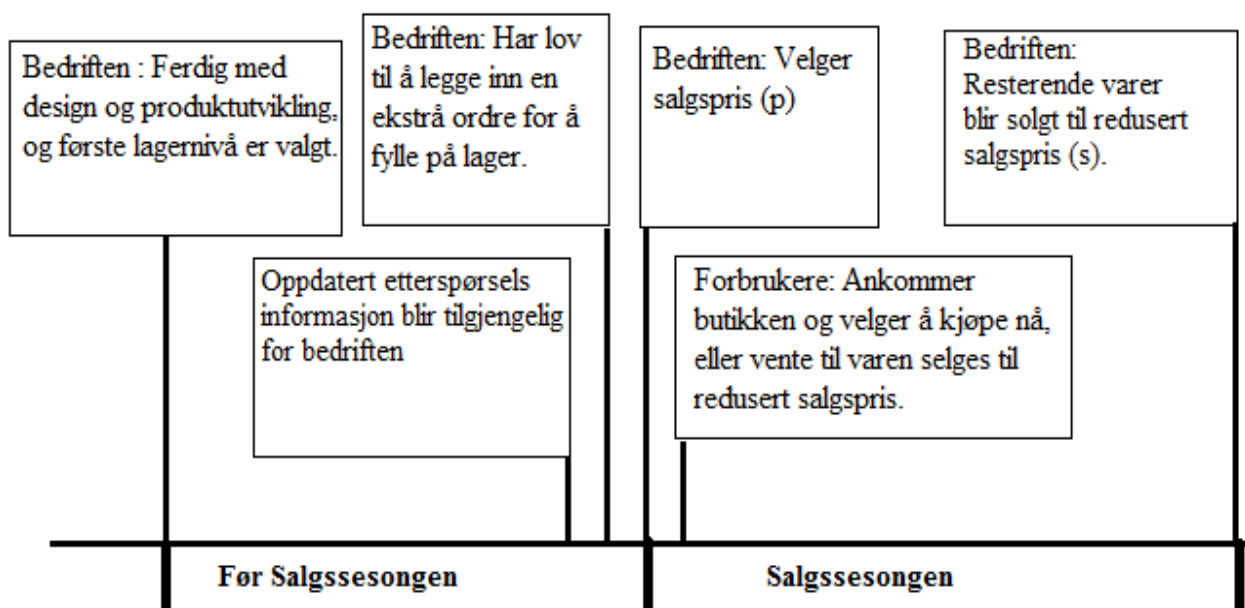 Bedriften : Ferdig med
design og produktutvikling,
og første lagernivå er valgt.
Bedriften: Har lov
til å legge inn en
ekstrå ordre for å
fylle på lager.
Bedriften: Velger
salgspris (p)
Bedriften:
Resterende varer
blir solgt til redusert
salgspris (s).
Oppdatert etterspørsels
informasjon blir tilgjengelig
for bedriften
Forbrukere: Ankommer
butikken og velger å kjøpe nå,
eller vente til varen selges til
redusert salgspris.
Før Salgssesongen
Salgssesongen